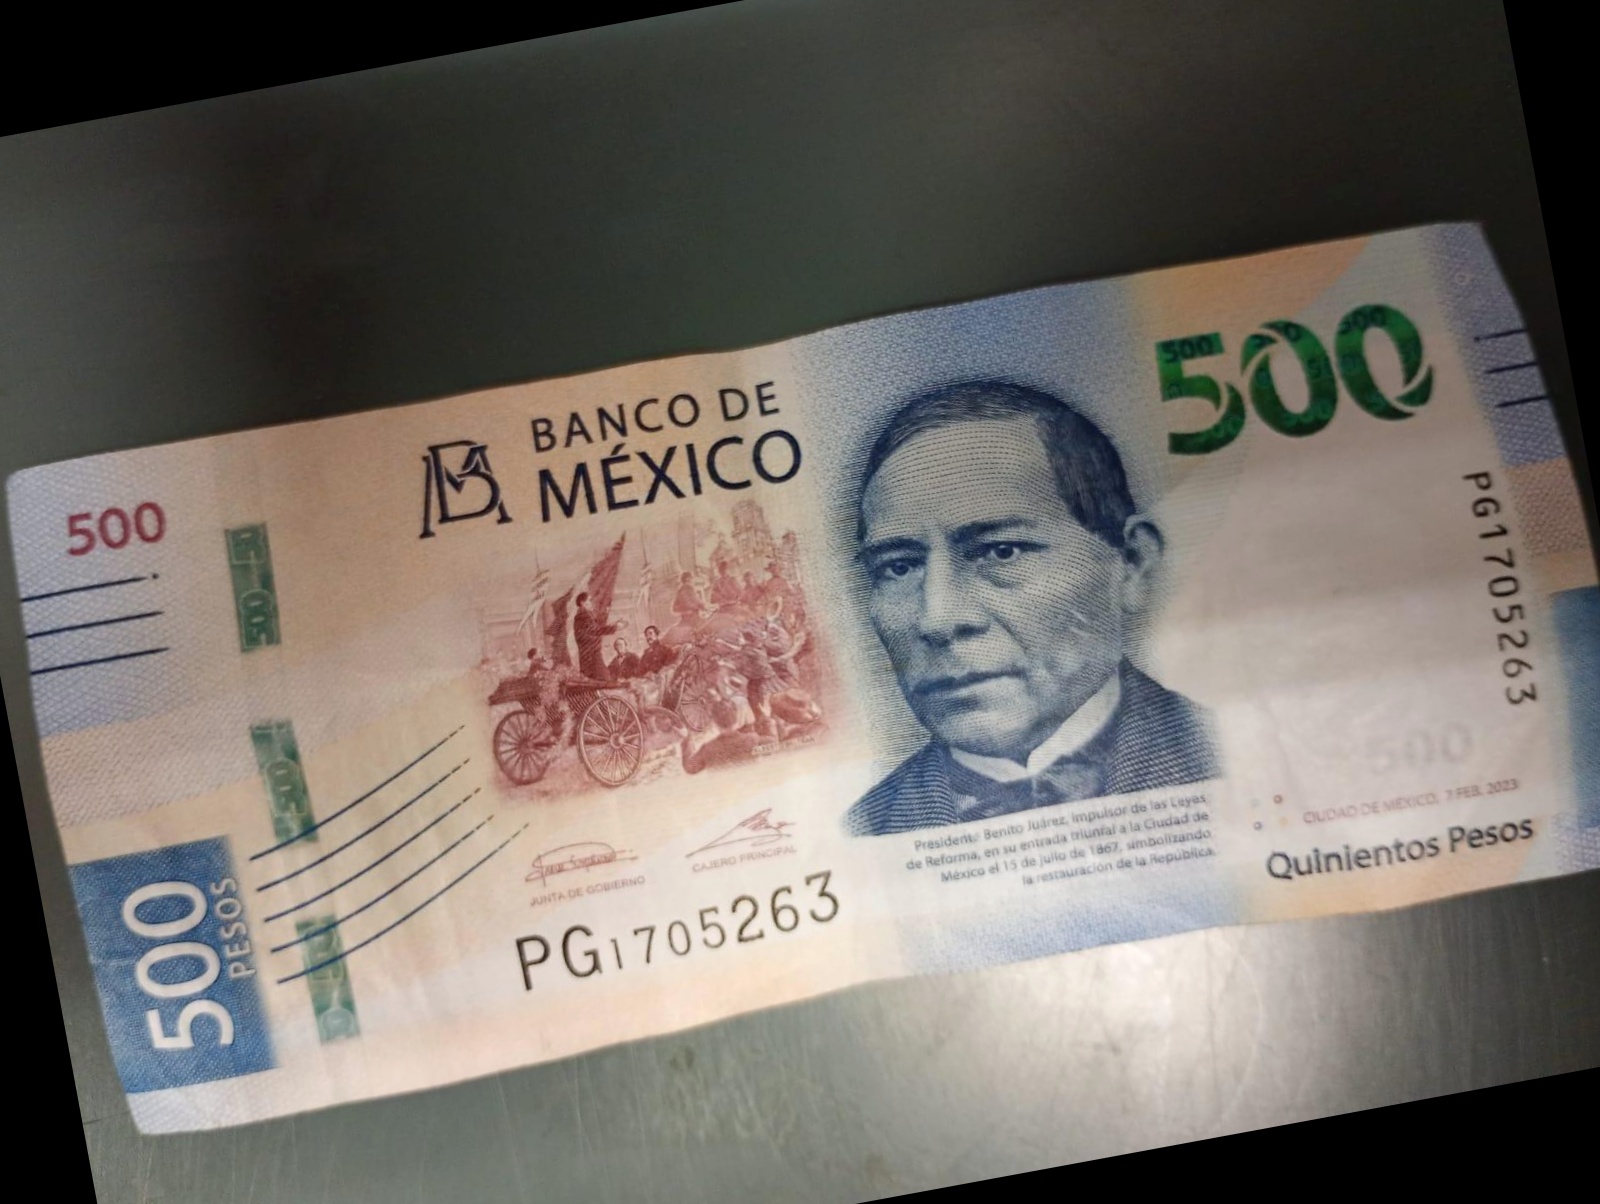 BANCO DE
MÉXICO
500
500
500
PESOS
JUNTA DE GOBIERNO
CAJERO PRINCIPAL
PG1705263
Presidente Benito Juárez, impulsor de las Leyes
de Reforma, en su entrada triunfal a la Ciudad de
México el 15 de julio de 1867, simbolizando
la restauración de la República.
PG1705263
500
CIUDAD DE MÉXICO, 7 FEB. 2023
Quinientos Pesos